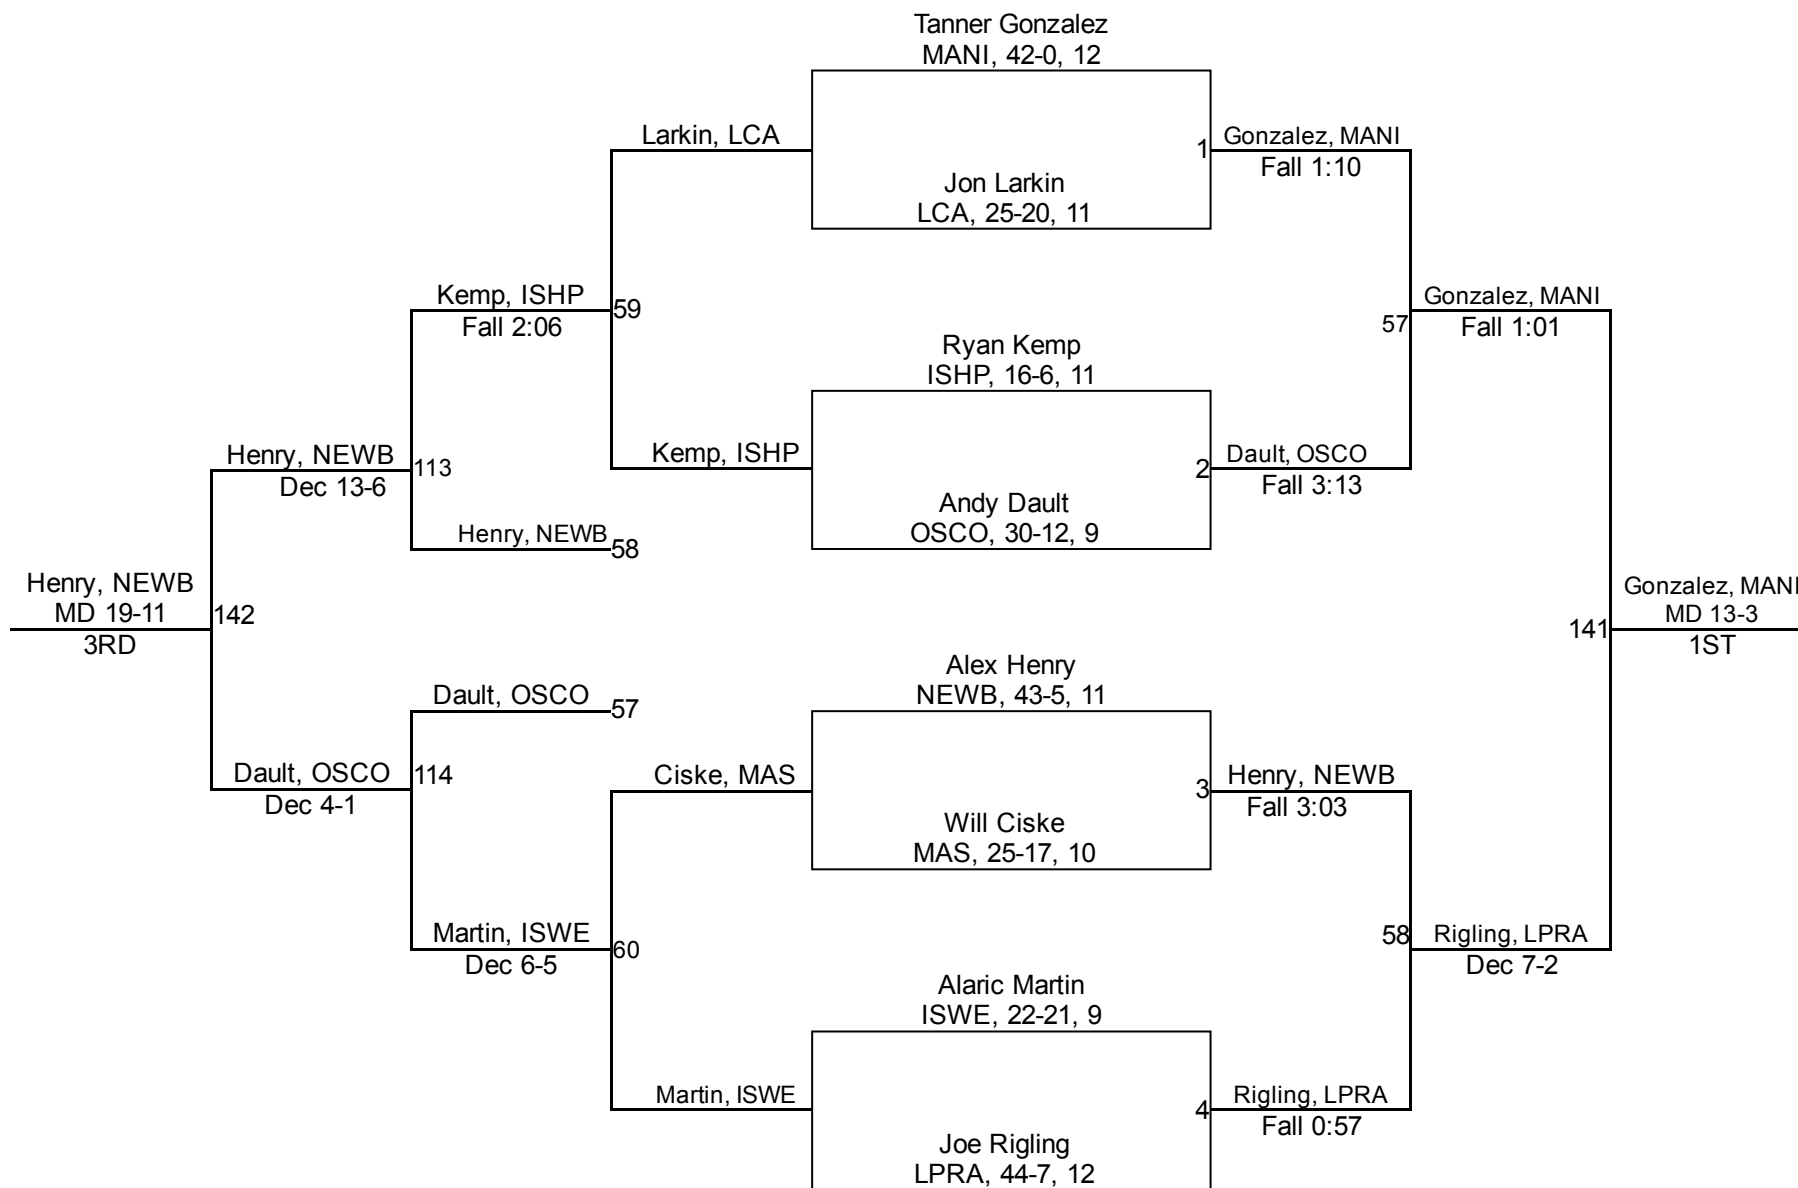 Tanner Gonzalez
MANI, 42-0, 12
Larkin, LCA
1
Gonzalez, MANI
Fall 1:10
Jon Larkin
LCA, 25-20, 11
Kemp, ISHP
Fall 2:06
59
Gonzalez, MANI
Fall 1:01
57
Ryan Kemp
ISHP, 16-6, 11
Henry, NEWB
Dec 13-6
113
Kemp, ISHP
2
Dault, OSCO
Fall 3:13
Andy Dault
OSCO, 30-12, 9
Henry, NEWB
58
Henry, NEWB
MD 19-11
3RD
142
141
Gonzalez, MANI
MD 13-3
1ST
Alex Henry
NEWB, 43-5, 11
Dault, OSCO
57
Dault, OSCO
Dec 4-1
114
Ciske, MAS
3
Henry, NEWB
Fall 3:03
Will Ciske
MAS, 25-17, 10
Martin, ISWE
Dec 6-5
60
58
Rigling, LPRA
Dec 7-2
Alaric Martin
ISWE, 22-21, 9
Martin, ISWE
4
Rigling, LPRA
Fall 0:57
Joe Rigling
LPRA, 44-7, 12